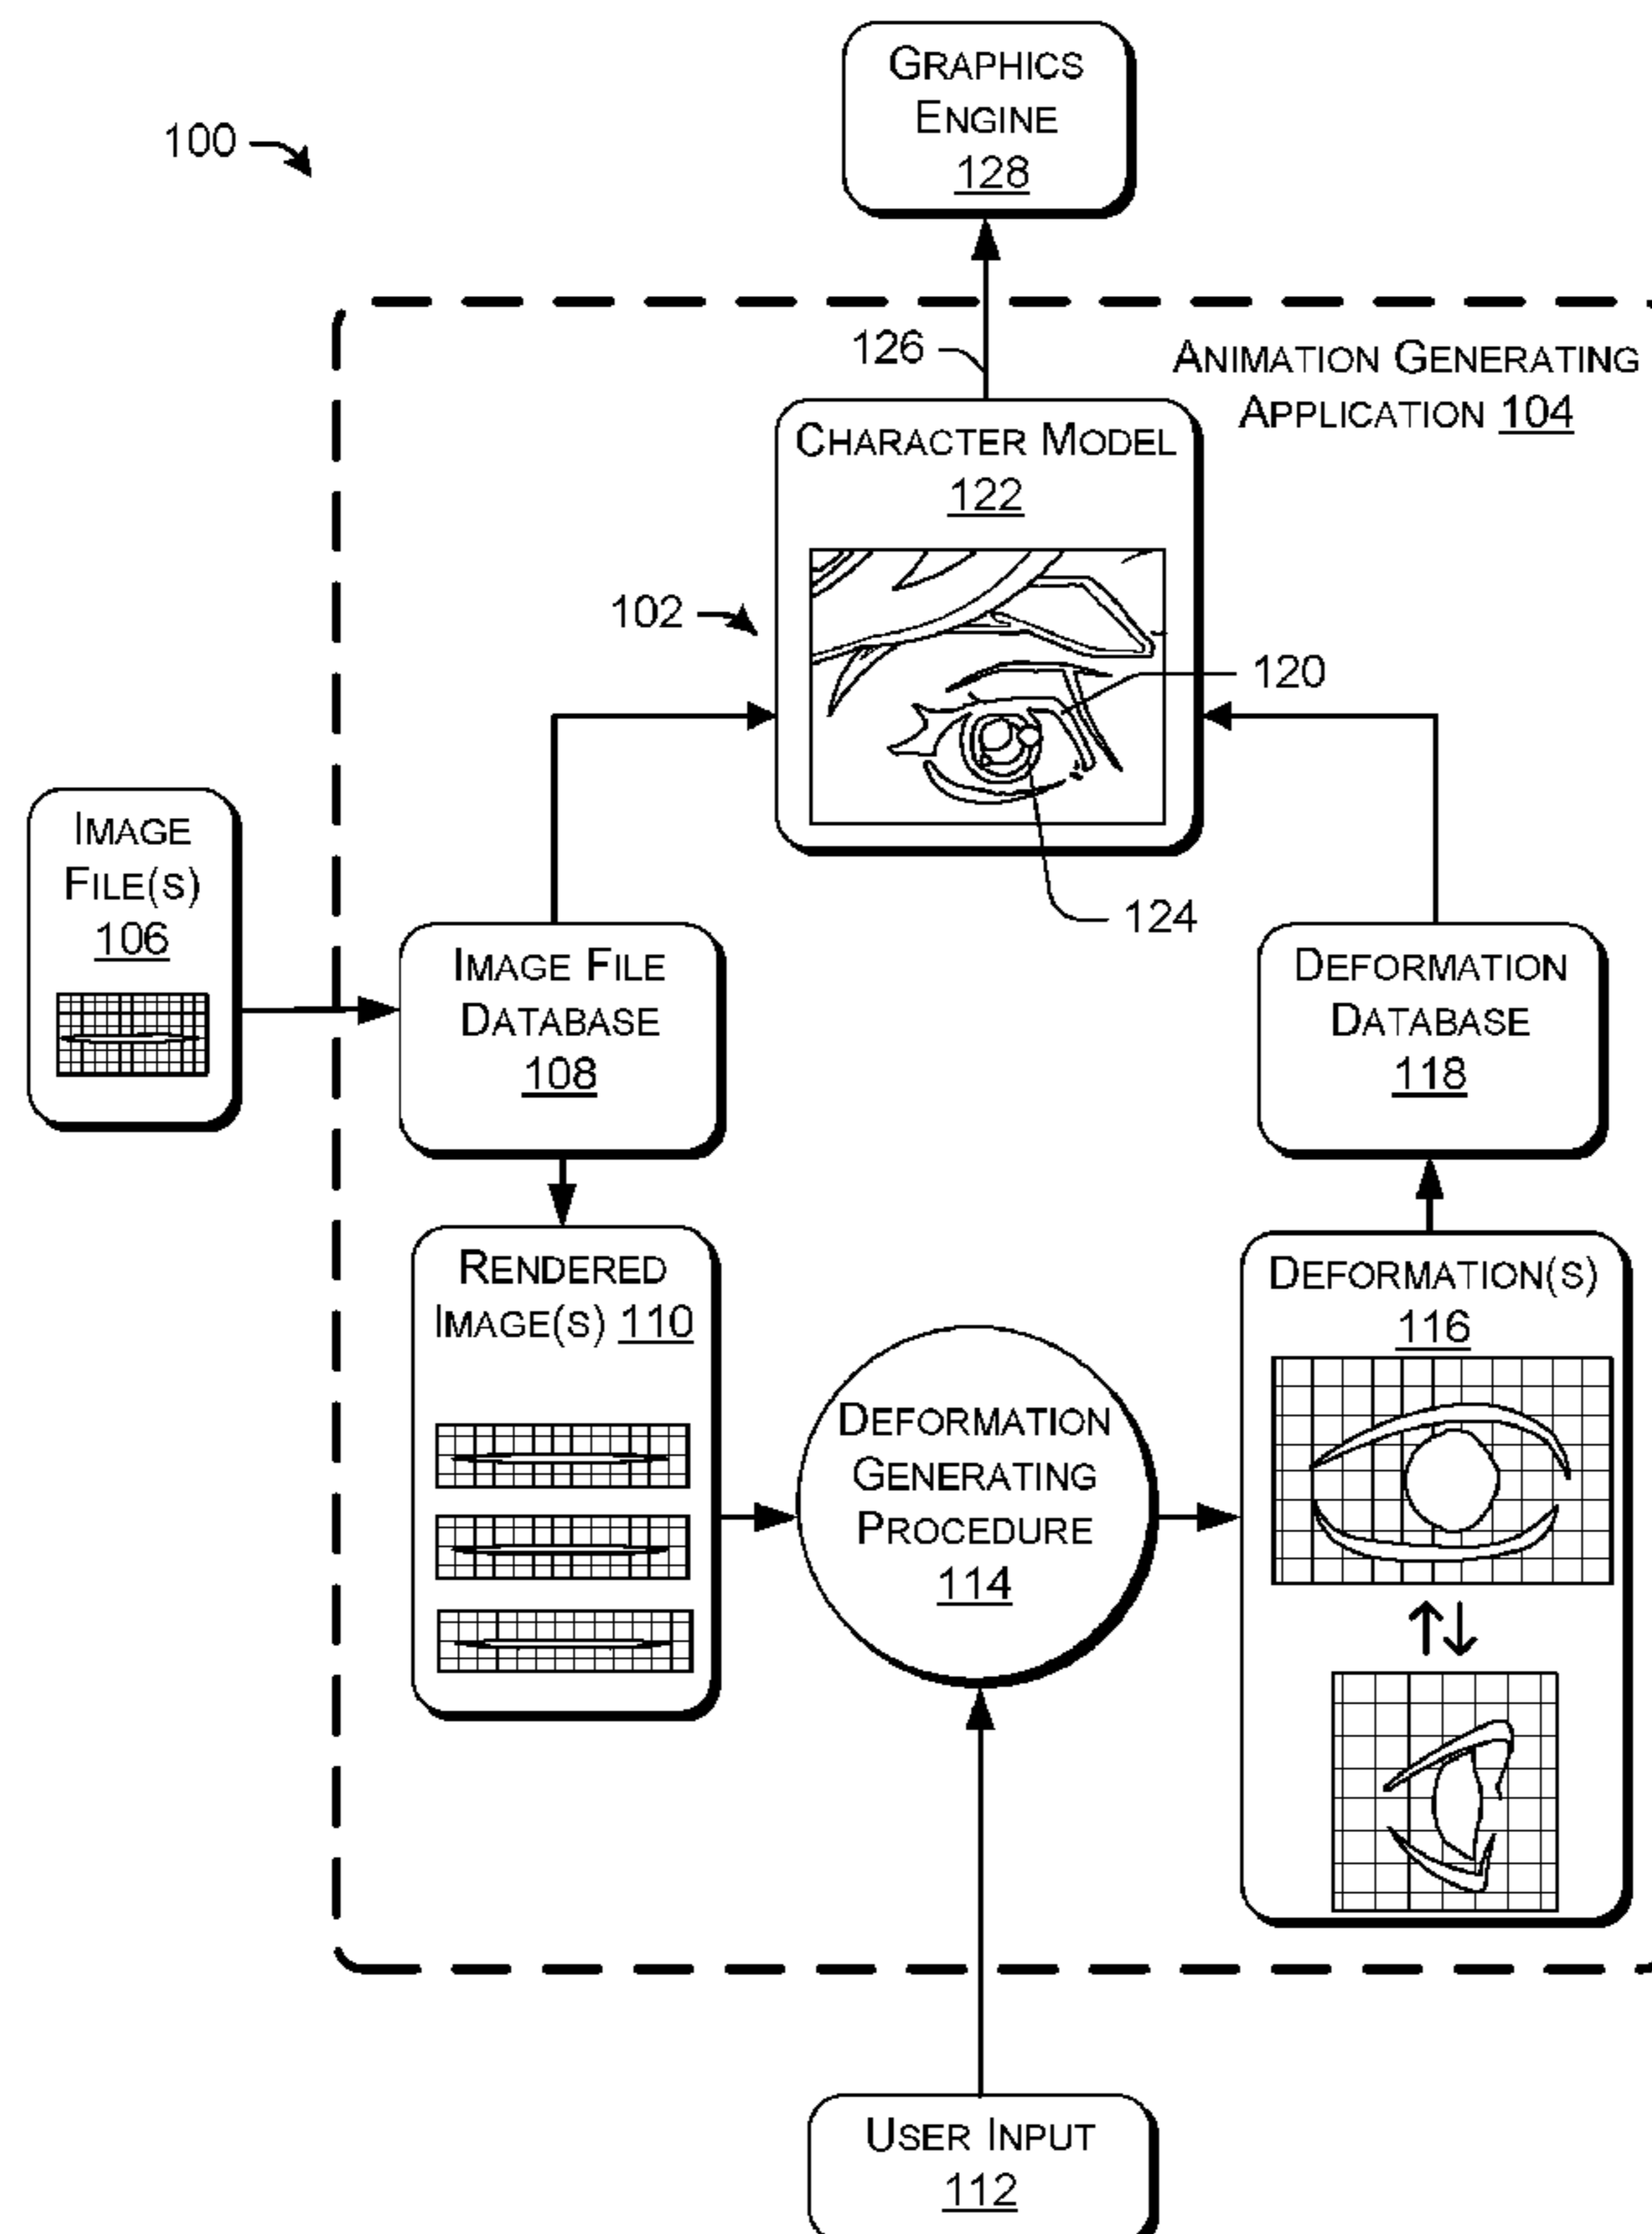 GRAPHICS
ENGINE
128
100
126
ANIMATION GENERATING
APPLICATION 104
CHARACTER MODEL
122
102
120
124
IMAGE
FILE(S)
106
IMAGE FILE
DATABASE
108
DEFORMATION
DATABASE
118
RENDERED
IMAGE(S) 110
DEFORMATION
GENERATING
PROCEDURE
114
DEFORMATION(S)
116
USER INPUT
112